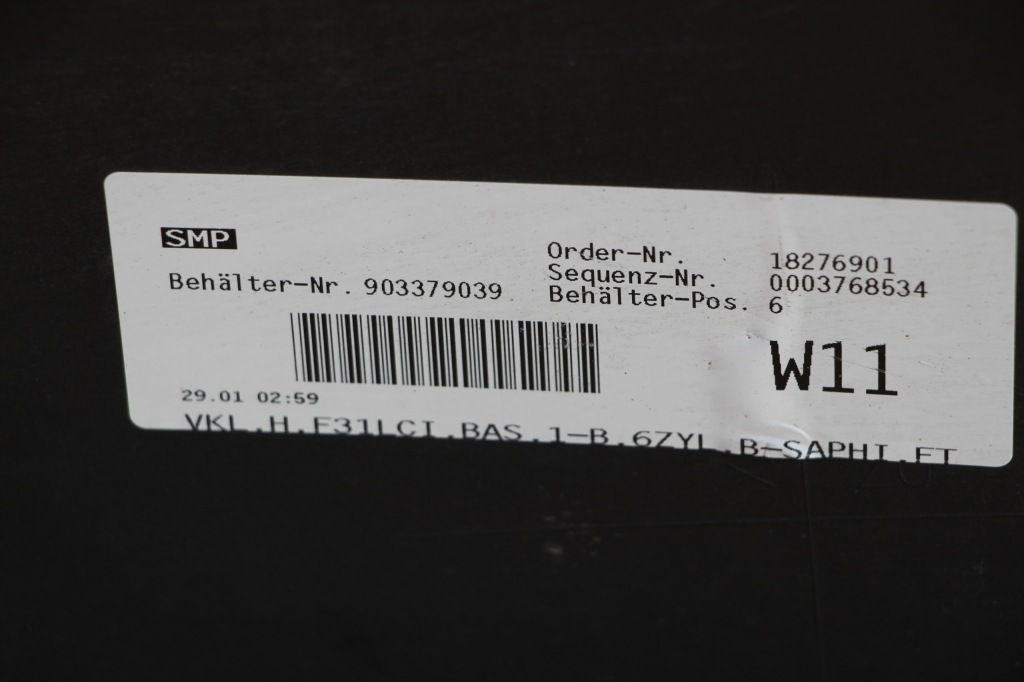 SMP
Behälter-Nr. 903379039
Order-Nr. 18276901
Sequenz-Nr. 0003768534
Behälter-Pos. 6
W11
29.01 02:59
VKL.H.F31LCI.BAS.1-B.6ZYL.B-SAPHI.ET